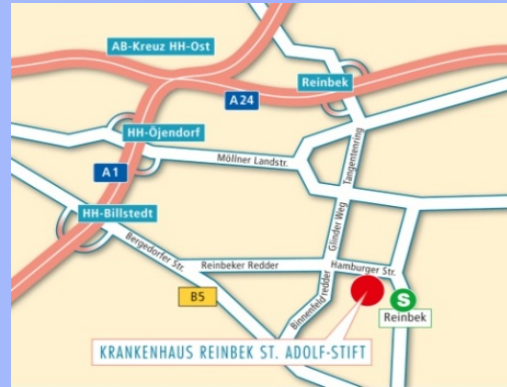 AB-Kreuz HH-Ost
Reinbek
A24
HH-Öjendorf
Möllner Landstr.
Tangentenring
A1
HH-Billstedt
Glinder Weg
Bergedorfer Str.
Reinbeker Redder
Hamburger Str.
B5
Binnenfeldredder
S
Reinbek
KRANKENHAUS REINBEK ST. ADOLF-STIFT